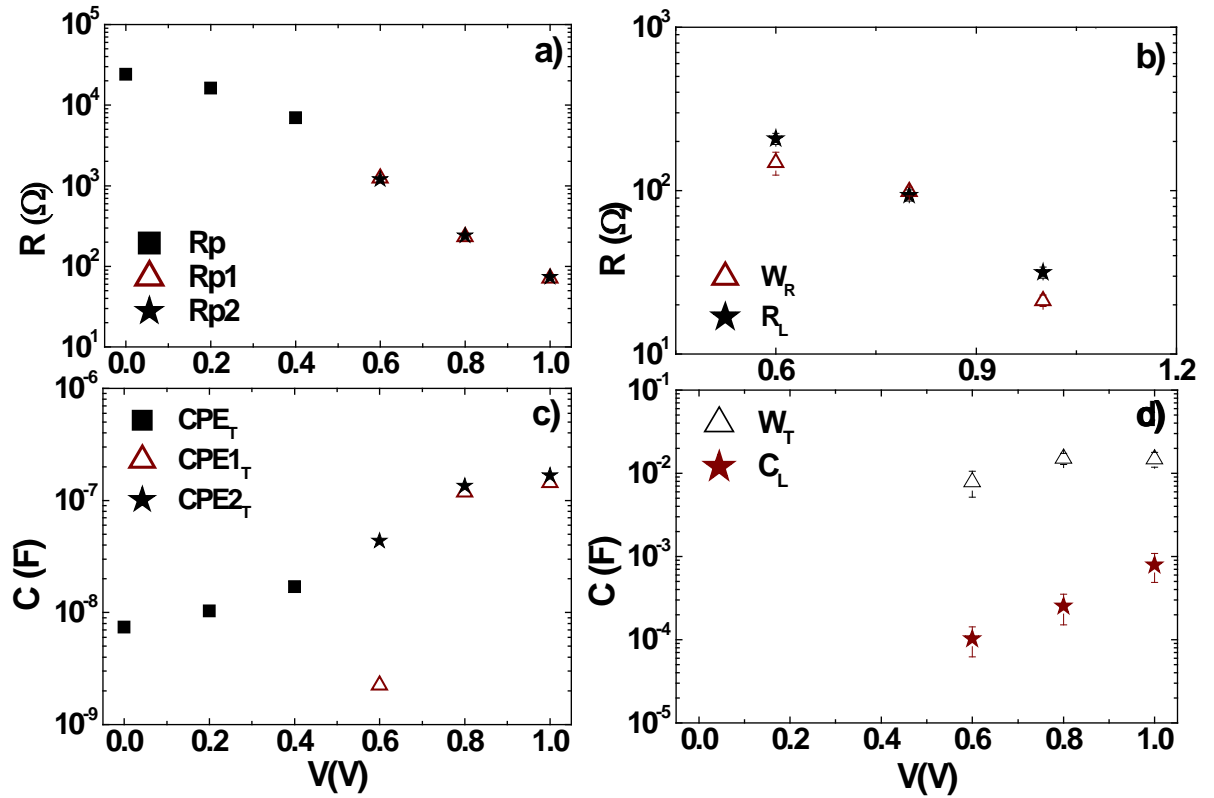 a)
10^5
10^4
10^3
10^2
10^1
R (Ω)
Rp
Rp1
Rp2
0.0 0.2 0.4 0.6 0.8 1.0
b)
10^3
10^2
10^1
R (Ω)
W_R
R_L
0.6 0.9 1.2
c)
10^-6
10^-7
10^-8
10^-9
C (F)
CPE_T
CPE1_T
CPE2_T
0.0 0.2 0.4 0.6 0.8 1.0
V(V)
d)
10^-1
10^-2
10^-3
10^-4
10^-5
C (F)
W_T
C_L
0.0 0.2 0.4 0.6 0.8 1.0
V(V)